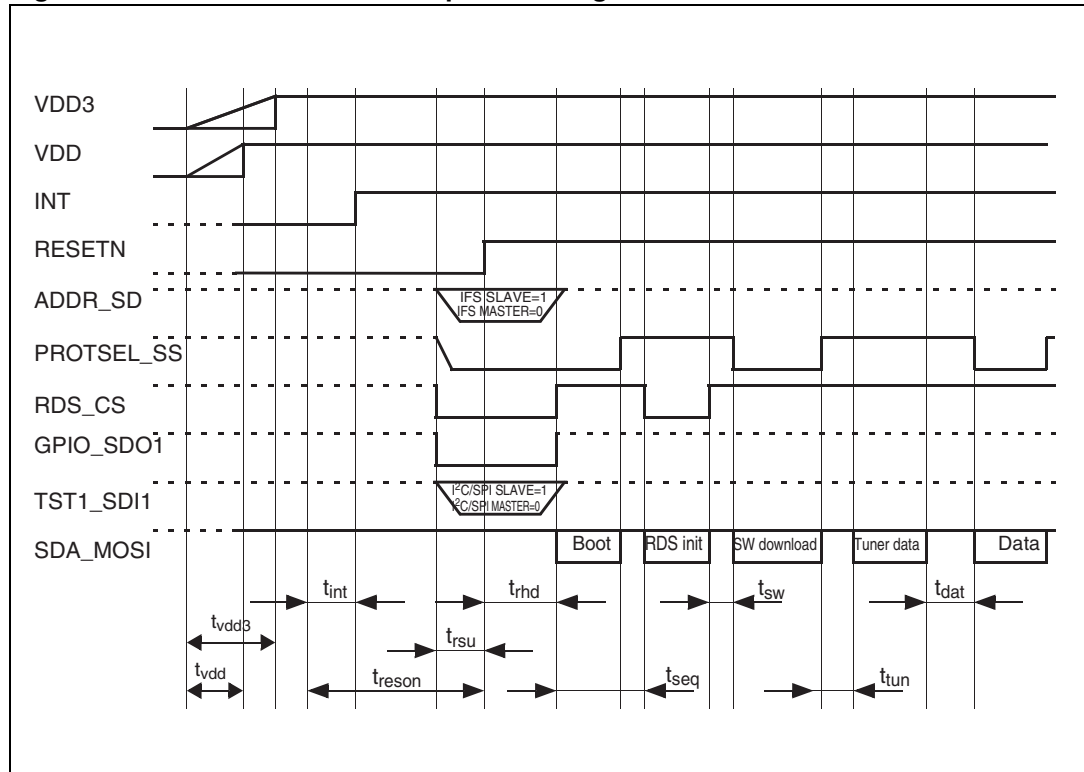 VDD3
VDD
INT
RESETN
ADDR_SD
IFS SLAVE=1
IFS MASTER=0
PROTSEL_SS
RDS_CS
GPIO_SDO1
TST1_SDI1
I²C/SPI SLAVE=1
I²C/SPI MASTER=0
SDA_MOSI
Boot
RDS init
SW download
Tuner data
Data
tint
trhd
tsw
tdat
tvdd3
trsu
tvdd
treson
tseq
ttun